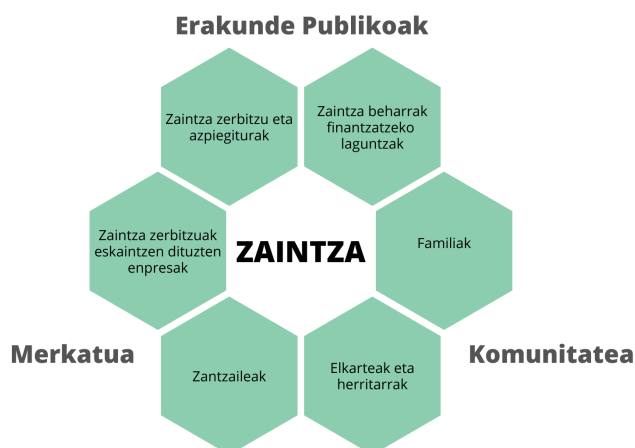 Erakunde Publikoak
Zaintza zerbitzu eta
azpiegiturak
Zaintza beharrak
finantzatzeko
laguntzak
Zaintza zerbitzuak
eskaintzen dituzten
enpresak
ZAINTZA
Familiak
Merkatua
Komunitatea
Zantzaileak
Elkarteak eta
herritarrak